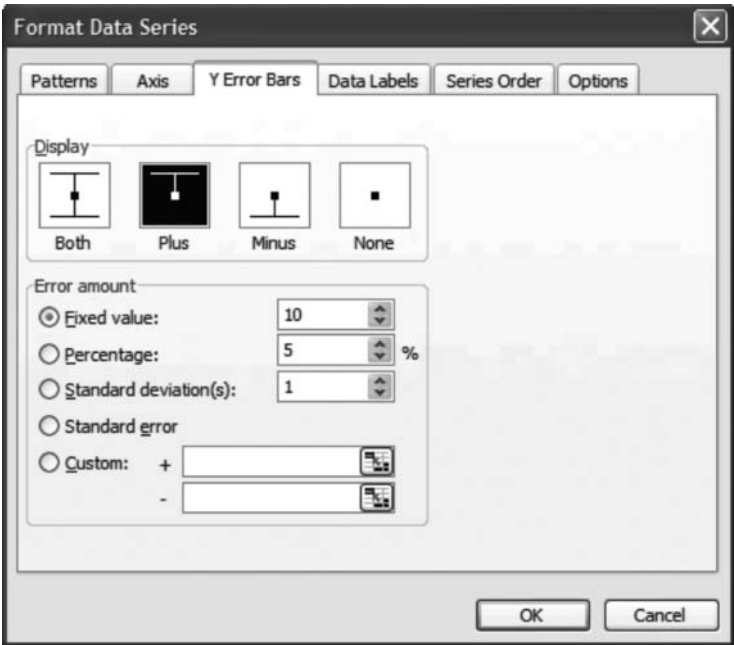 Format Data Series
Patterns Axis Y Error Bars Data Labels Series Order Options
Display
Both Plus Minus None
Error amount
Fixed value: 10
Percentage: 5 %
Standard deviation(s): 1
Standard error
Custom: +
-
OK Cancel